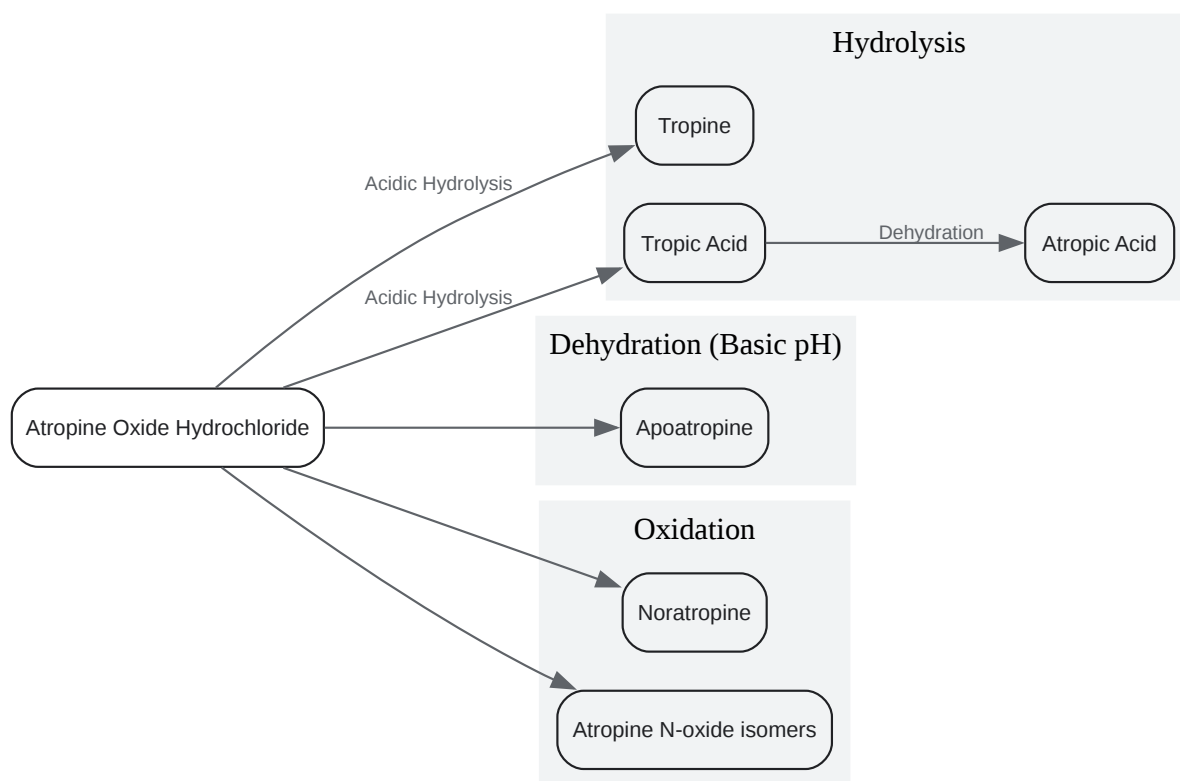 Hydrolysis
Tropine
Acidic Hydrolysis
Tropic Acid
Dehydration
Atropic Acid
Acidic Hydrolysis
Dehydration (Basic pH)
Atropine Oxide Hydrochloride
Apoatropine
Oxidation
Noratropine
Atropine N-oxide isomers